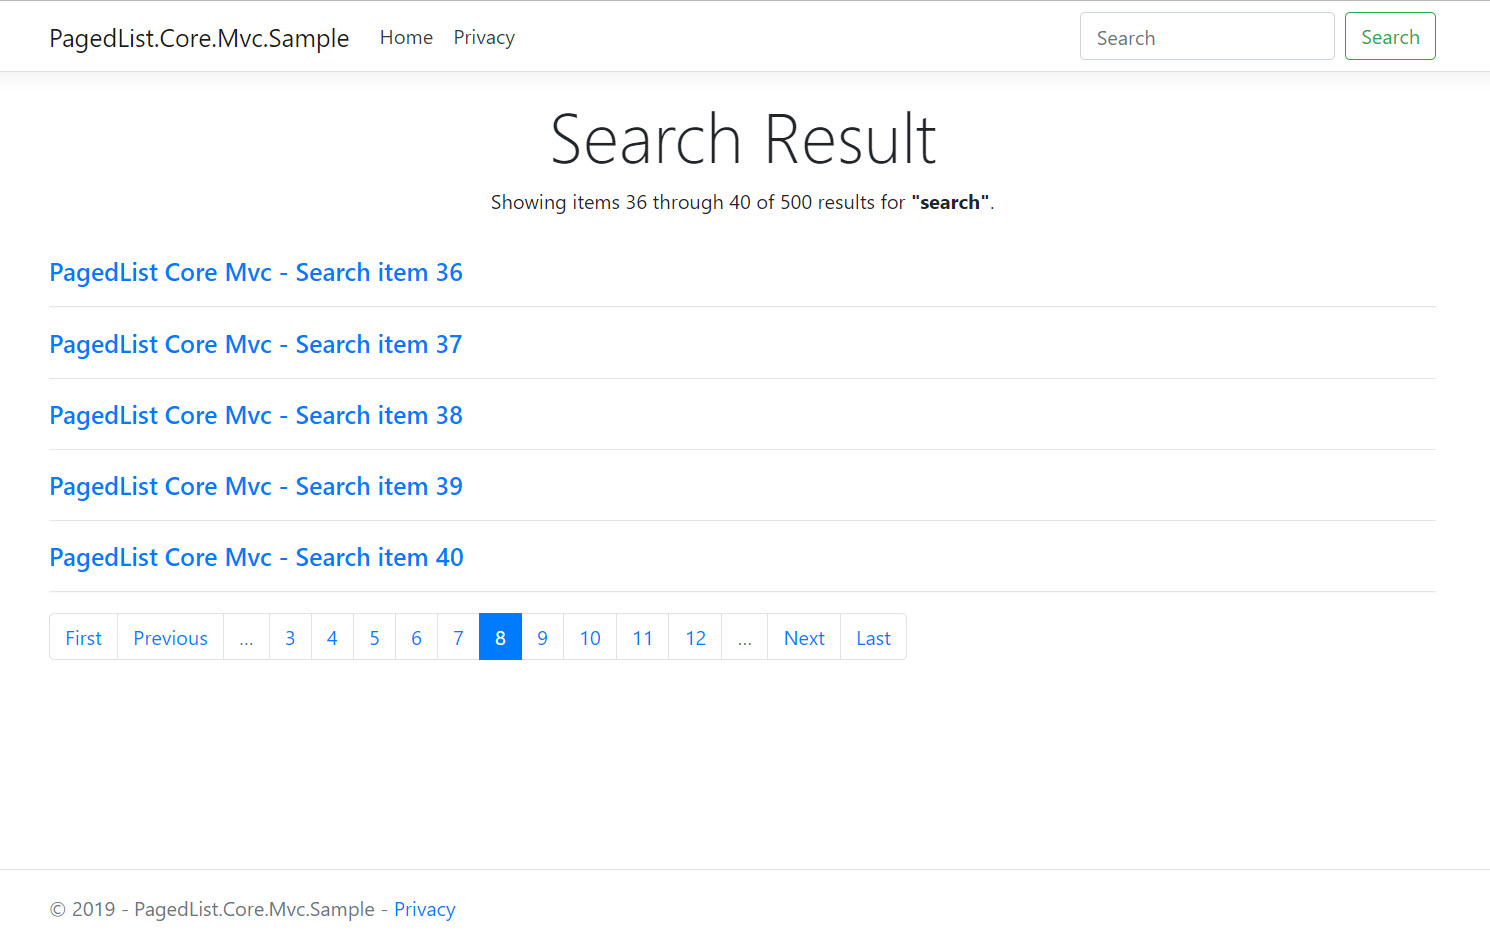 PagedList.Core.Mvc.Sample Home Privacy Search Search
Search Result
Showing items 36 through 40 of 500 results for "search".
PagedList Core Mvc - Search item 36
PagedList Core Mvc - Search item 37
PagedList Core Mvc - Search item 38
PagedList Core Mvc - Search item 39
PagedList Core Mvc - Search item 40
First Previous ... 3 4 5 6 7 8 9 10 11 12 ... Next Last
© 2019 - PagedList.Core.Mvc.Sample - Privacy